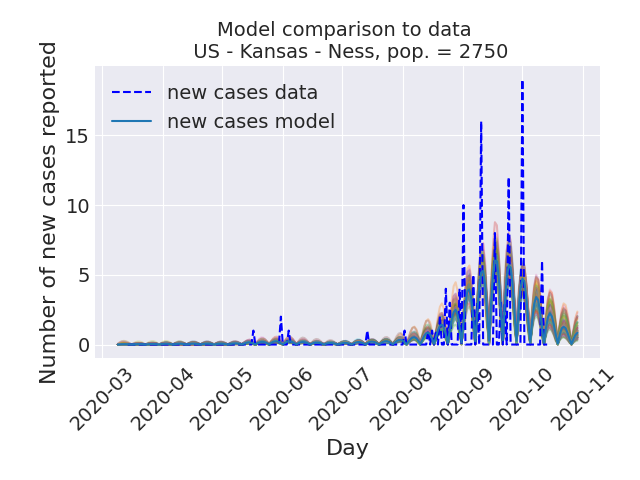 Model comparison to data
US - Kansas - Ness, pop. = 2750
Number of new cases reported
new cases data
new cases model
15
10
5
0
2020-03
2020-04
2020-05
2020-06
2020-07
2020-08
2020-09
2020-10
2020-11
Day